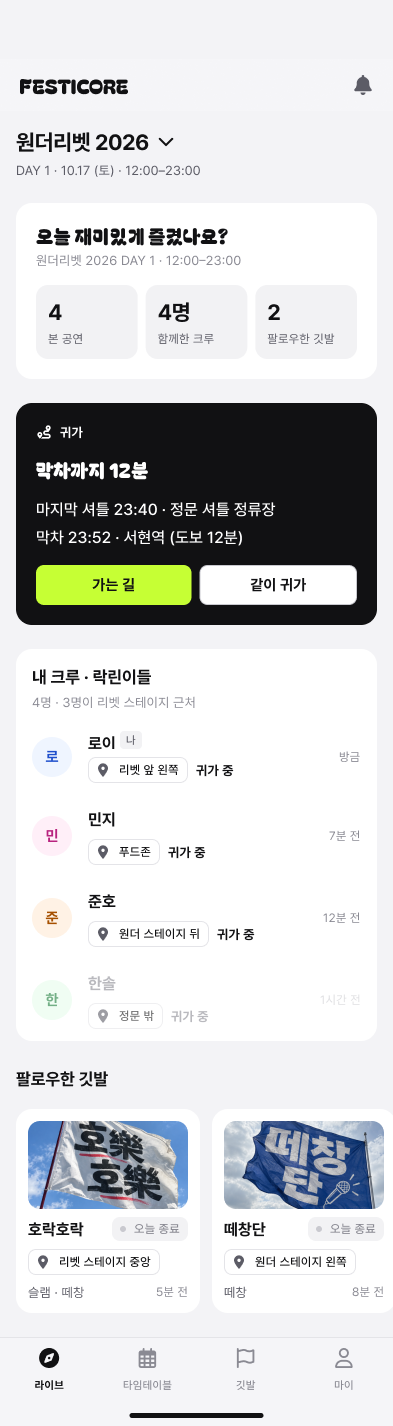 FESTICORE
원더리벳 2026
DAY 1 · 10.17 (토) · 12:00–23:00
오늘 재미있게 즐겼나요?
원더리벳 2026 DAY 1 · 12:00–23:00
4 4명 2
본 공연 함께한 크루 팔로우한 깃발
귀가
막차까지 12분
마지막 셔틀 23:40 · 정문 셔틀 정류장
막차 23:52 · 서현역 (도보 12분)
가는 길 같이 귀가
내 크루 · 락린이들
4명 · 3명이 리벳 스테이지 근처
로 로이 나
리벳 앞 왼쪽 귀가 중 방금
민 민지
푸드존 귀가 중 7분 전
준 준호
원더 스테이지 뒤 귀가 중 12분 전
한 한솔
정문 밖 귀가 중 1시간 전
팔로우한 깃발
호樂
호樂
떼창
단
호락호락 오늘 종료 떼창단 오늘 종료
리벳 스테이지 중앙 원더 스테이지 왼쪽
슬램 · 떼창 5분 전 떼창 8분 전
라이브 타임테이블 깃발 마이